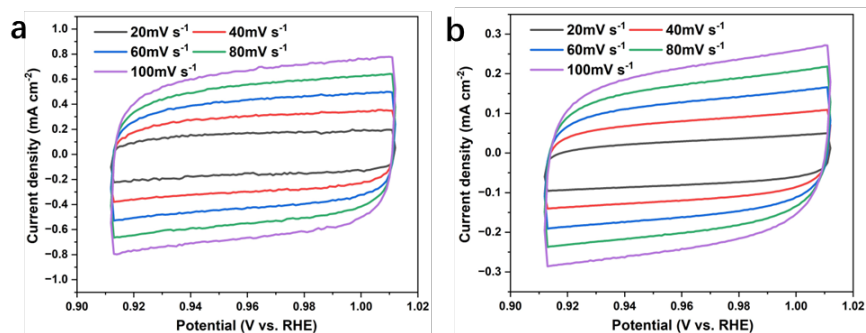 a
20mV s⁻¹ 40mV s⁻¹
60mV s⁻¹ 80mV s⁻¹
100mV s⁻¹
Current density (mA cm⁻²)
1.0
0.8
0.6
0.4
0.2
0.0
−0.2
−0.4
−0.6
−0.8
−1.0
0.90 0.92 0.94 0.96 0.98 1.00 1.02
Potential (V vs. RHE)
b
20mV s⁻¹ 40mV s⁻¹
60mV s⁻¹ 80mV s⁻¹
100mV s⁻¹
Current density (mA cm⁻²)
0.3
0.2
0.1
0.0
−0.1
−0.2
−0.3
0.90 0.92 0.94 0.96 0.98 1.00 1.02
Potential (V vs. RHE)